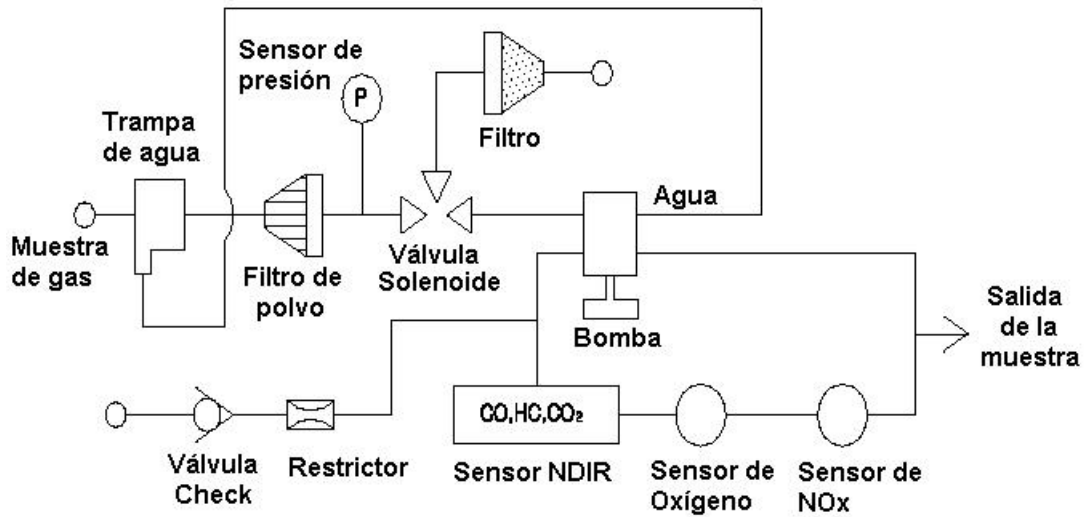 Sensor de
presión
P
Filtro
Trampa
de agua
Agua
Muestra
de gas
Filtro de
polvo
Válvula
Solenoide
Bomba
Salida
de la
muestra
CO,HC,CO₂
Válvula
Check
Restrictor
Sensor NDIR
Sensor de
Oxígeno
Sensor de
NOx